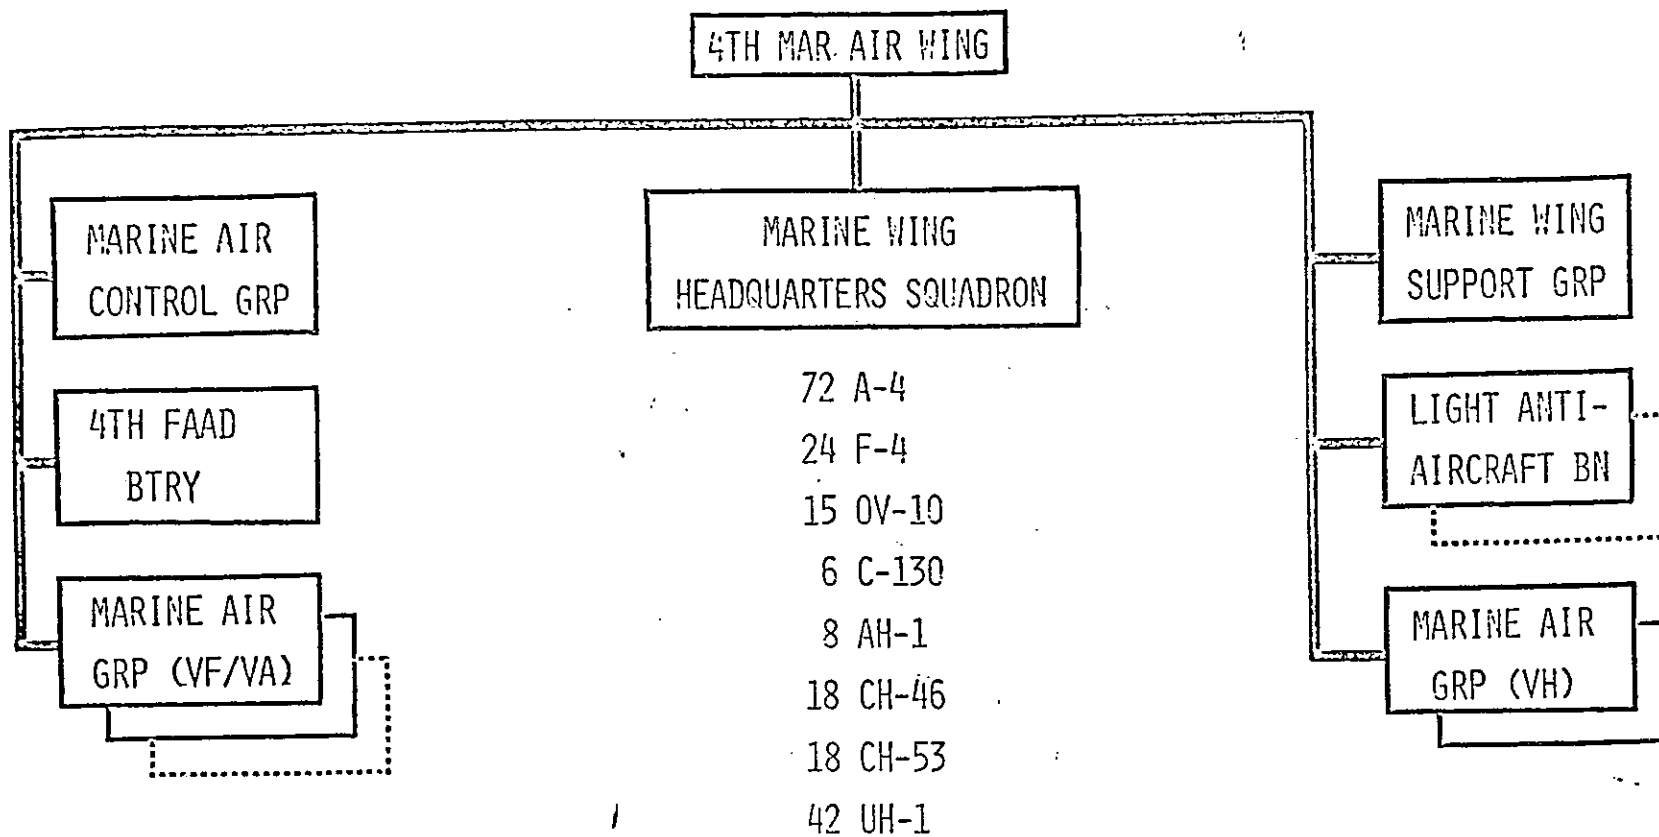 4TH MAR. AIR WING
MARINE AIR
CONTROL GRP
4TH FAAD
BTRY
MARINE AIR
GRP (VF/VA)
MARINE WING
HEADQUARTERS SQUADRON
72 A-4
24 F-4
15 OV-10
6 C-130
8 AH-1
18 CH-46
18 CH-53
42 UH-1
MARINE WING
SUPPORT GRP
LIGHT ANTI-
AIRCRAFT BN
MARINE AIR
GRP (VH)